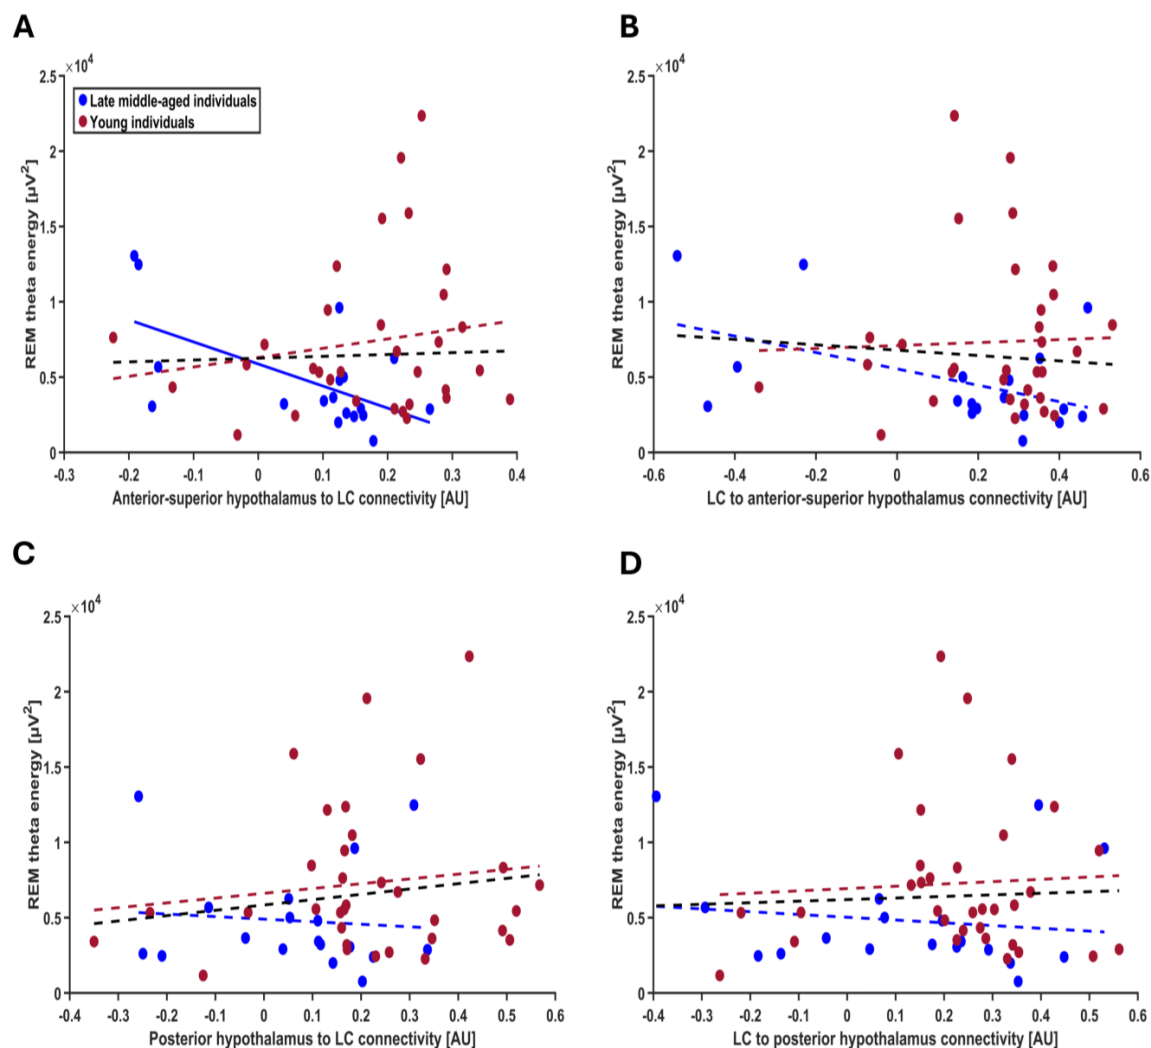 A
×10⁴
2.5
2
1.5
1
0.5
0
REM theta energy [µV²]
Late middle-aged individuals
Young individuals
-0.3 -0.2 -0.1 0 0.1 0.2 0.3 0.4
Anterior-superior hypothalamus to LC connectivity [AU]
B
×10⁴
2.5
2
1.5
1
0.5
0
REM theta energy [µV²]
-0.6 -0.4 -0.2 0 0.2 0.4 0.6
LC to anterior-superior hypothalamus connectivity [AU]
C
×10⁴
2.5
2
1.5
1
0.5
0
REM theta energy [µV²]
-0.4 -0.3 -0.2 -0.1 0 0.1 0.2 0.3 0.4 0.5 0.6
Posterior hypothalamus to LC connectivity [AU]
D
×10⁴
2.5
2
1.5
1
0.5
0
REM theta energy [µV²]
-0.4 -0.3 -0.2 -0.1 0 0.1 0.2 0.3 0.4 0.5 0.6
LC to posterior hypothalamus connectivity [AU]